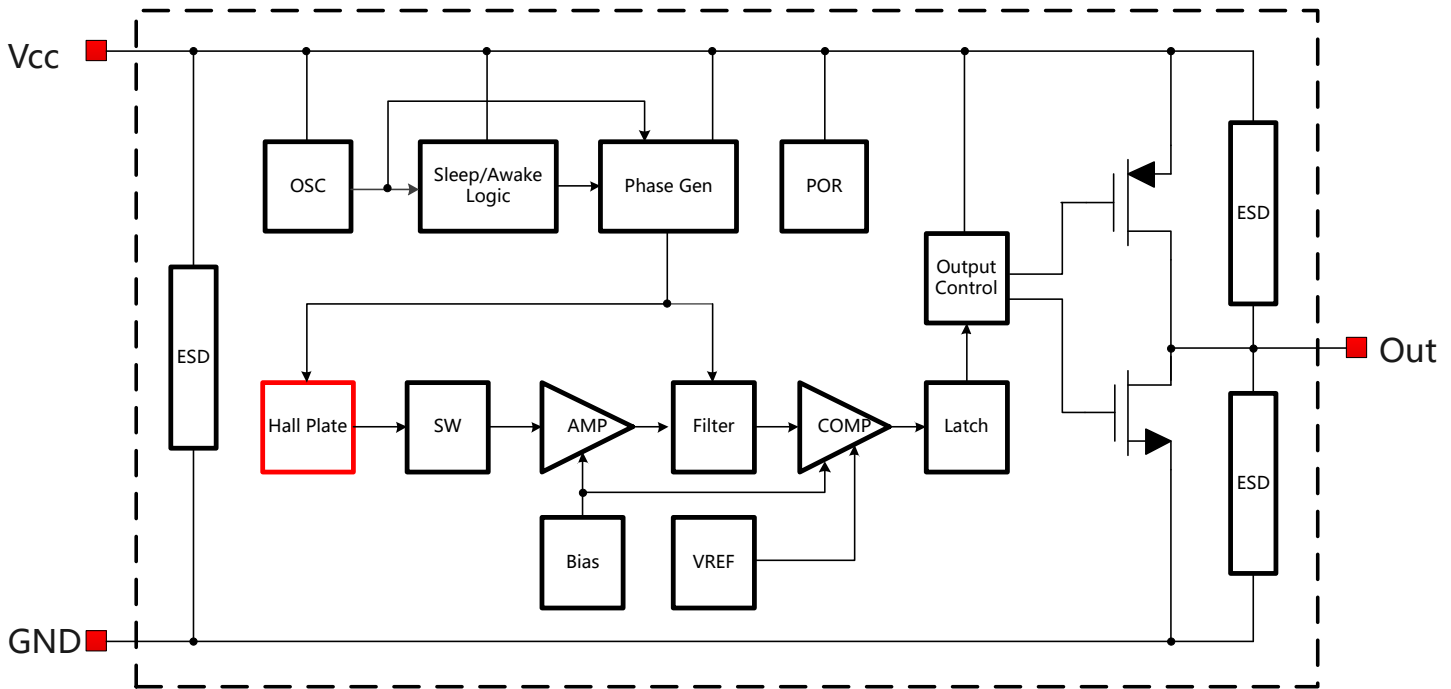 Vcc
OSC
Sleep/Awake
Logic
Phase Gen
POR
ESD
Output
Control
ESD
Out
Hall Plate
SW
AMP
Filter
COMP
Latch
ESD
Bias
VREF
GND